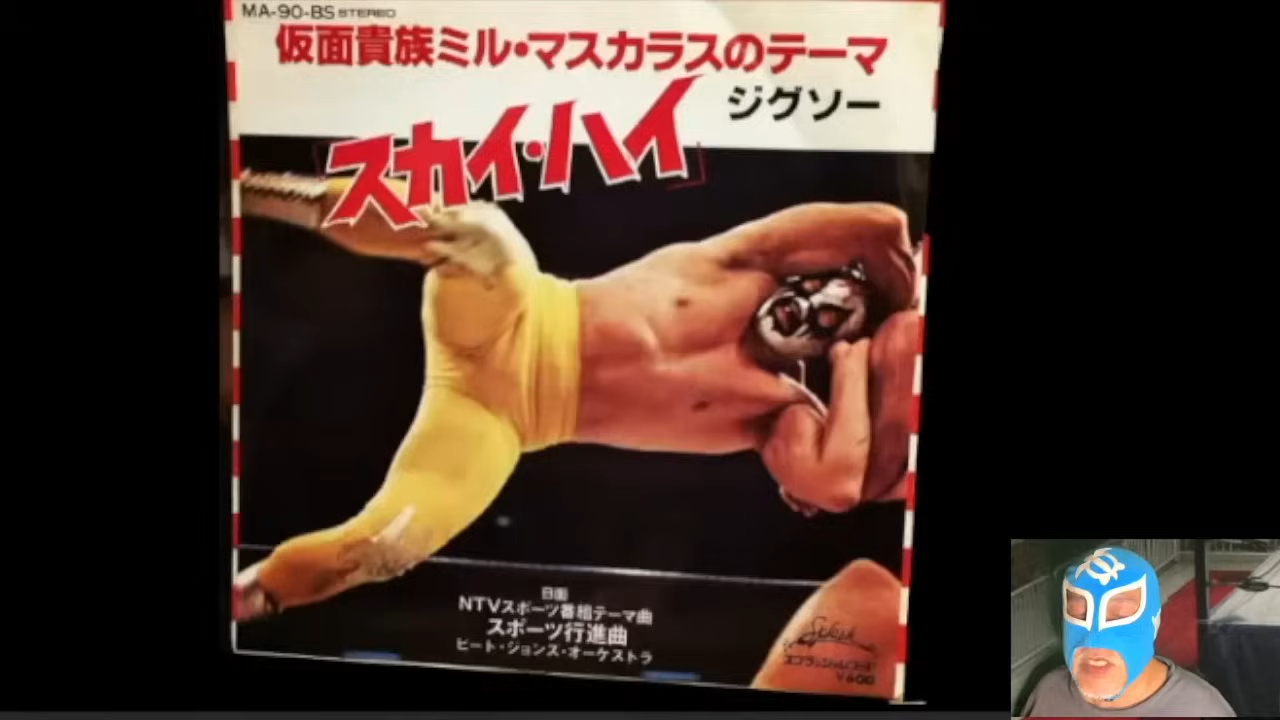 MA-90-BS STEREO
仮面貴族ミル・マスカラスのテーマ
「スカイ・ハイ」
ジグソー
B面
NTVスポーツ番組テーマ曲
スポーツ行進曲
ヒート・ジョンス・オーケストラ
Splash
¥600